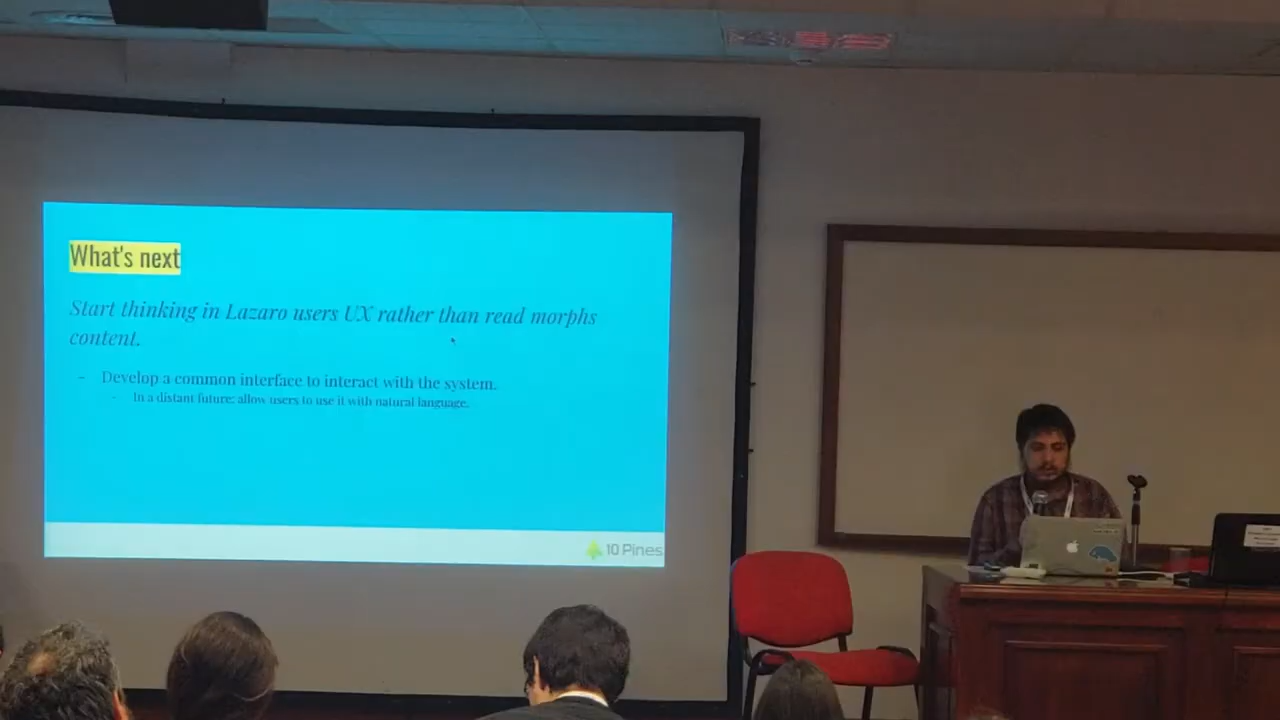 What's next
Start thinking in Lazaro users UX rather than read morphs
content.
- Develop a common interface to interact with the system.
- In a distant future: allow users to use it with natural language.
10 Pines